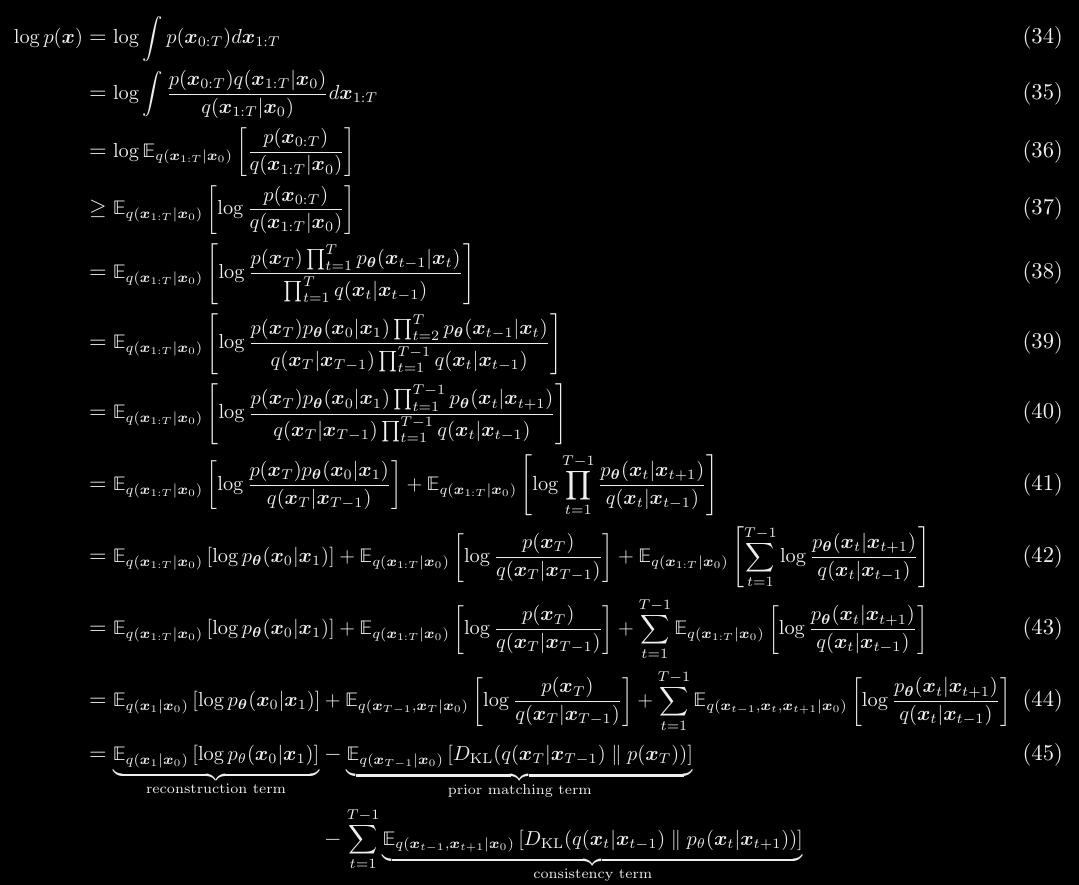 $\log p(\boldsymbol{x}) = \log \int p(\boldsymbol{x}_{0:T}) d\boldsymbol{x}_{1:T}$ (34)
$= \log \int \frac{p(\boldsymbol{x}_{0:T}) q(\boldsymbol{x}_{1:T}|\boldsymbol{x}_0)}{q(\boldsymbol{x}_{1:T}|\boldsymbol{x}_0)} d\boldsymbol{x}_{1:T}$ (35)
$= \log \mathbb{E}_{q(\boldsymbol{x}_{1:T}|\boldsymbol{x}_0)} \left[ \frac{p(\boldsymbol{x}_{0:T})}{q(\boldsymbol{x}_{1:T}|\boldsymbol{x}_0)} \right]$ (36)
$\geq \mathbb{E}_{q(\boldsymbol{x}_{1:T}|\boldsymbol{x}_0)} \left[ \log \frac{p(\boldsymbol{x}_{0:T})}{q(\boldsymbol{x}_{1:T}|\boldsymbol{x}_0)} \right]$ (37)
$= \mathbb{E}_{q(\boldsymbol{x}_{1:T}|\boldsymbol{x}_0)} \left[ \log \frac{p(\boldsymbol{x}_T) \prod_{t=1}^{T} p_{\boldsymbol{\theta}}(\boldsymbol{x}_{t-1}|\boldsymbol{x}_t)}{\prod_{t=1}^{T} q(\boldsymbol{x}_t|\boldsymbol{x}_{t-1})} \right]$ (38)
$= \mathbb{E}_{q(\boldsymbol{x}_{1:T}|\boldsymbol{x}_0)} \left[ \log \frac{p(\boldsymbol{x}_T) p_{\boldsymbol{\theta}}(\boldsymbol{x}_0|\boldsymbol{x}_1) \prod_{t=2}^{T} p_{\boldsymbol{\theta}}(\boldsymbol{x}_{t-1}|\boldsymbol{x}_t)}{q(\boldsymbol{x}_T|\boldsymbol{x}_{T-1}) \prod_{t=1}^{T-1} q(\boldsymbol{x}_t|\boldsymbol{x}_{t-1})} \right]$ (39)
$= \mathbb{E}_{q(\boldsymbol{x}_{1:T}|\boldsymbol{x}_0)} \left[ \log \frac{p(\boldsymbol{x}_T) p_{\boldsymbol{\theta}}(\boldsymbol{x}_0|\boldsymbol{x}_1) \prod_{t=1}^{T-1} p_{\boldsymbol{\theta}}(\boldsymbol{x}_t|\boldsymbol{x}_{t+1})}{q(\boldsymbol{x}_T|\boldsymbol{x}_{T-1}) \prod_{t=1}^{T-1} q(\boldsymbol{x}_t|\boldsymbol{x}_{t-1})} \right]$ (40)
$= \mathbb{E}_{q(\boldsymbol{x}_{1:T}|\boldsymbol{x}_0)} \left[ \log \frac{p(\boldsymbol{x}_T) p_{\boldsymbol{\theta}}(\boldsymbol{x}_0|\boldsymbol{x}_1)}{q(\boldsymbol{x}_T|\boldsymbol{x}_{T-1})} \right] + \mathbb{E}_{q(\boldsymbol{x}_{1:T}|\boldsymbol{x}_0)} \left[ \log \prod_{t=1}^{T-1} \frac{p_{\boldsymbol{\theta}}(\boldsymbol{x}_t|\boldsymbol{x}_{t+1})}{q(\boldsymbol{x}_t|\boldsymbol{x}_{t-1})} \right]$ (41)
$= \mathbb{E}_{q(\boldsymbol{x}_{1:T}|\boldsymbol{x}_0)} \left[ \log p_{\boldsymbol{\theta}}(\boldsymbol{x}_0|\boldsymbol{x}_1) \right] + \mathbb{E}_{q(\boldsymbol{x}_{1:T}|\boldsymbol{x}_0)} \left[ \log \frac{p(\boldsymbol{x}_T)}{q(\boldsymbol{x}_T|\boldsymbol{x}_{T-1})} \right] + \mathbb{E}_{q(\boldsymbol{x}_{1:T}|\boldsymbol{x}_0)} \left[ \sum_{t=1}^{T-1} \log \frac{p_{\boldsymbol{\theta}}(\boldsymbol{x}_t|\boldsymbol{x}_{t+1})}{q(\boldsymbol{x}_t|\boldsymbol{x}_{t-1})} \right]$ (42)
$= \mathbb{E}_{q(\boldsymbol{x}_{1:T}|\boldsymbol{x}_0)} \left[ \log p_{\boldsymbol{\theta}}(\boldsymbol{x}_0|\boldsymbol{x}_1) \right] + \mathbb{E}_{q(\boldsymbol{x}_{1:T}|\boldsymbol{x}_0)} \left[ \log \frac{p(\boldsymbol{x}_T)}{q(\boldsymbol{x}_T|\boldsymbol{x}_{T-1})} \right] + \sum_{t=1}^{T-1} \mathbb{E}_{q(\boldsymbol{x}_{1:T}|\boldsymbol{x}_0)} \left[ \log \frac{p_{\boldsymbol{\theta}}(\boldsymbol{x}_t|\boldsymbol{x}_{t+1})}{q(\boldsymbol{x}_t|\boldsymbol{x}_{t-1})} \right]$ (43)
$= \mathbb{E}_{q(\boldsymbol{x}_1|\boldsymbol{x}_0)} \left[ \log p_{\boldsymbol{\theta}}(\boldsymbol{x}_0|\boldsymbol{x}_1) \right] + \mathbb{E}_{q(\boldsymbol{x}_{T-1},\boldsymbol{x}_T|\boldsymbol{x}_0)} \left[ \log \frac{p(\boldsymbol{x}_T)}{q(\boldsymbol{x}_T|\boldsymbol{x}_{T-1})} \right] + \sum_{t=1}^{T-1} \mathbb{E}_{q(\boldsymbol{x}_{t-1},\boldsymbol{x}_t,\boldsymbol{x}_{t+1}|\boldsymbol{x}_0)} \left[ \log \frac{p_{\boldsymbol{\theta}}(\boldsymbol{x}_t|\boldsymbol{x}_{t+1})}{q(\boldsymbol{x}_t|\boldsymbol{x}_{t-1})} \right]$ (44)
$= \underbrace{\mathbb{E}_{q(\boldsymbol{x}_1|\boldsymbol{x}_0)} \left[ \log p_{\theta}(\boldsymbol{x}_0|\boldsymbol{x}_1) \right]}_{\text{reconstruction term}} - \underbrace{\mathbb{E}_{q(\boldsymbol{x}_{T-1}|\boldsymbol{x}_0)} \left[ D_{\mathrm{KL}}(q(\boldsymbol{x}_T|\boldsymbol{x}_{T-1}) \parallel p(\boldsymbol{x}_T)) \right]}_{\text{prior matching term}}$ (45)
$- \sum_{t=1}^{T-1} \underbrace{\mathbb{E}_{q(\boldsymbol{x}_{t-1},\boldsymbol{x}_{t+1}|\boldsymbol{x}_0)} \left[ D_{\mathrm{KL}}(q(\boldsymbol{x}_t|\boldsymbol{x}_{t-1}) \parallel p_{\theta}(\boldsymbol{x}_t|\boldsymbol{x}_{t+1})) \right]}_{\text{consistency term}}$